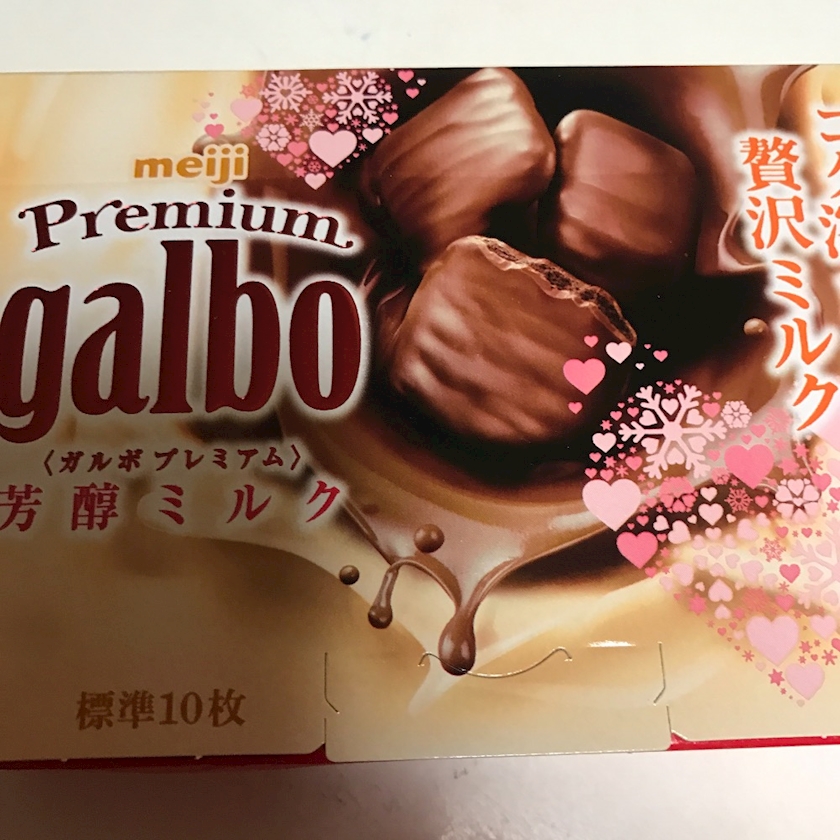 meiji
Premium
galbo
〈ガルボ プレミアム〉
芳醇ミルク
贅沢ミルク
標準10枚